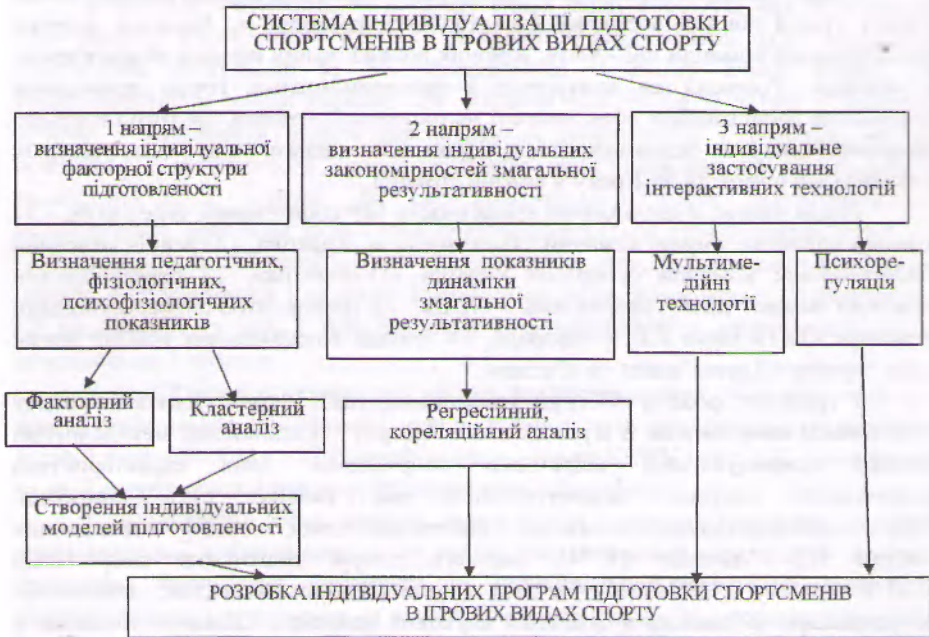 СИСТЕМА ІНДИВІДУАЛІЗАЦІЇ ПІДГОТОВКИ
СПОРТСМЕНІВ В ІГРОВИХ ВИДАХ СПОРТУ
1 напрям –
визначення індивідуальної
факторної структури
підготовленості
2 напрям –
визначення індивідуальних
закономірностей змагальної
результативності
3 напрям –
індивідуальне
застосування
інтерактивних технологій
Визначення педагогічних,
фізіологічних,
психофізіологічних
показників
Визначення показників
динаміки
змагальної
результативності
Мультиме-
дійні
технології
Психоре-
гуляція
Факторний
аналіз
Кластерний
аналіз
Регресійний,
кореляційний аналіз
Створення індивідуальних
моделей підготовленості
РОЗРОБКА ІНДИВІДУАЛЬНИХ ПРОГРАМ ПІДГОТОВКИ СПОРТСМЕНІВ
В ІГРОВИХ ВИДАХ СПОРТУ